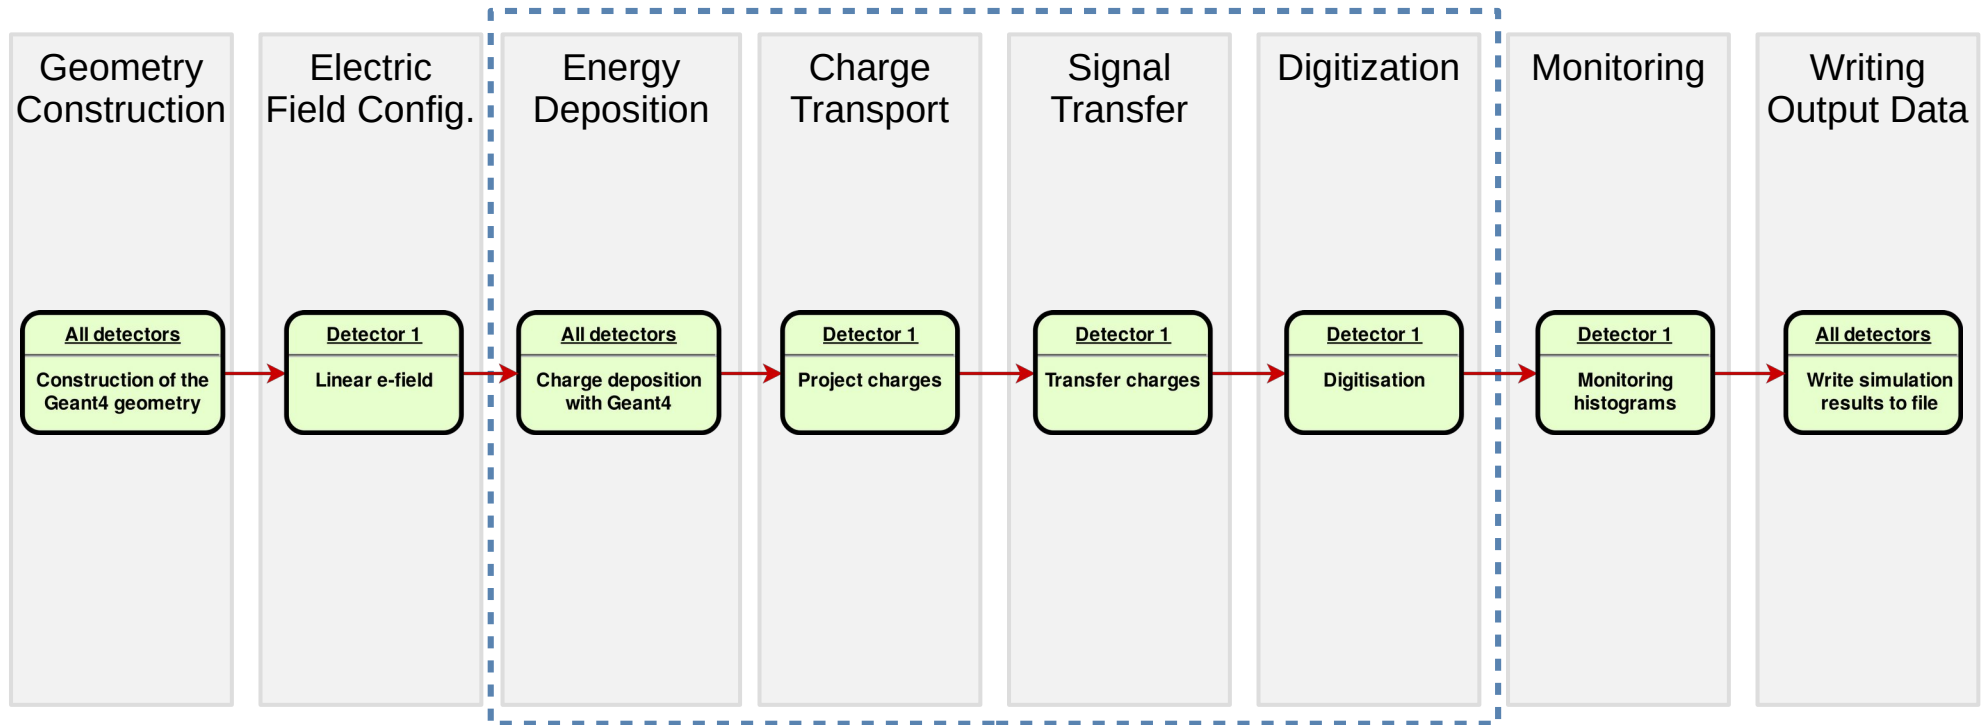 Geometry
Construction
Electric
Field Config.
Energy
Deposition
Charge
Transport
Signal
Transfer
Digitization
Monitoring
Writing
Output Data
All detectors
Construction of the
Geant4 geometry
Detector 1
Linear e-field
All detectors
Charge deposition
with Geant4
Detector 1
Project charges
Detector 1
Transfer charges
Detector 1
Digitisation
Detector 1
Monitoring
histograms
All detectors
Write simulation
results to file